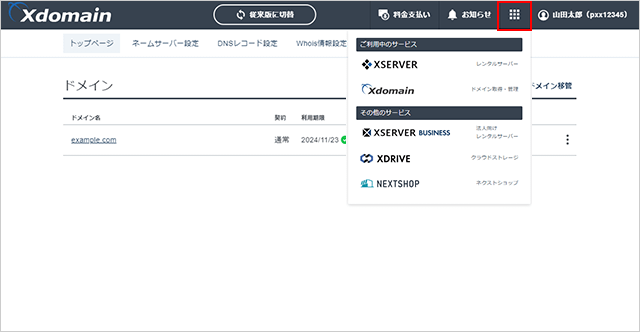 Xdomain
従来版に切替
料金支払い
お知らせ
山田太郎（pxx12345）
トップページ
ネームサーバー設定
DNSレコード設定
Whois情報設定
ご利用中のサービス
XSERVER
レンタルサーバー
Xdomain
ドメイン取得・管理
その他のサービス
XSERVER BUSINESS
法人向け
レンタルサーバー
XDRIVE
クラウドストレージ
NEXTSHOP
ネクストショップ
ドメイン
ドメイン移管
ドメイン名
契約
利用期限
example.com
通常
2024/11/23